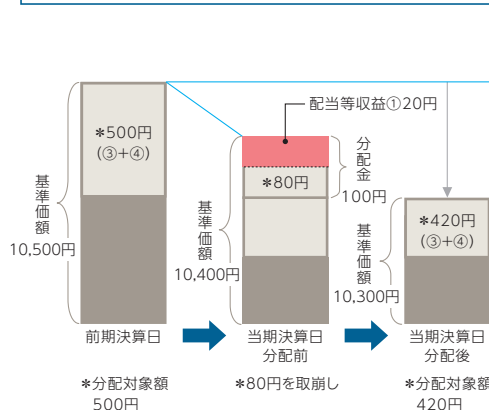 ＊500円
(③＋④)
基準価額
10,500円
前期決算日
＊分配対象額
500円
配当等収益①20円
分配金
100円
＊80円
基準価額
10,400円
当期決算日
分配前
＊80円を取崩し
＊420円
(③＋④)
基準価額
10,300円
当期決算日
分配後
＊分配対象額
420円